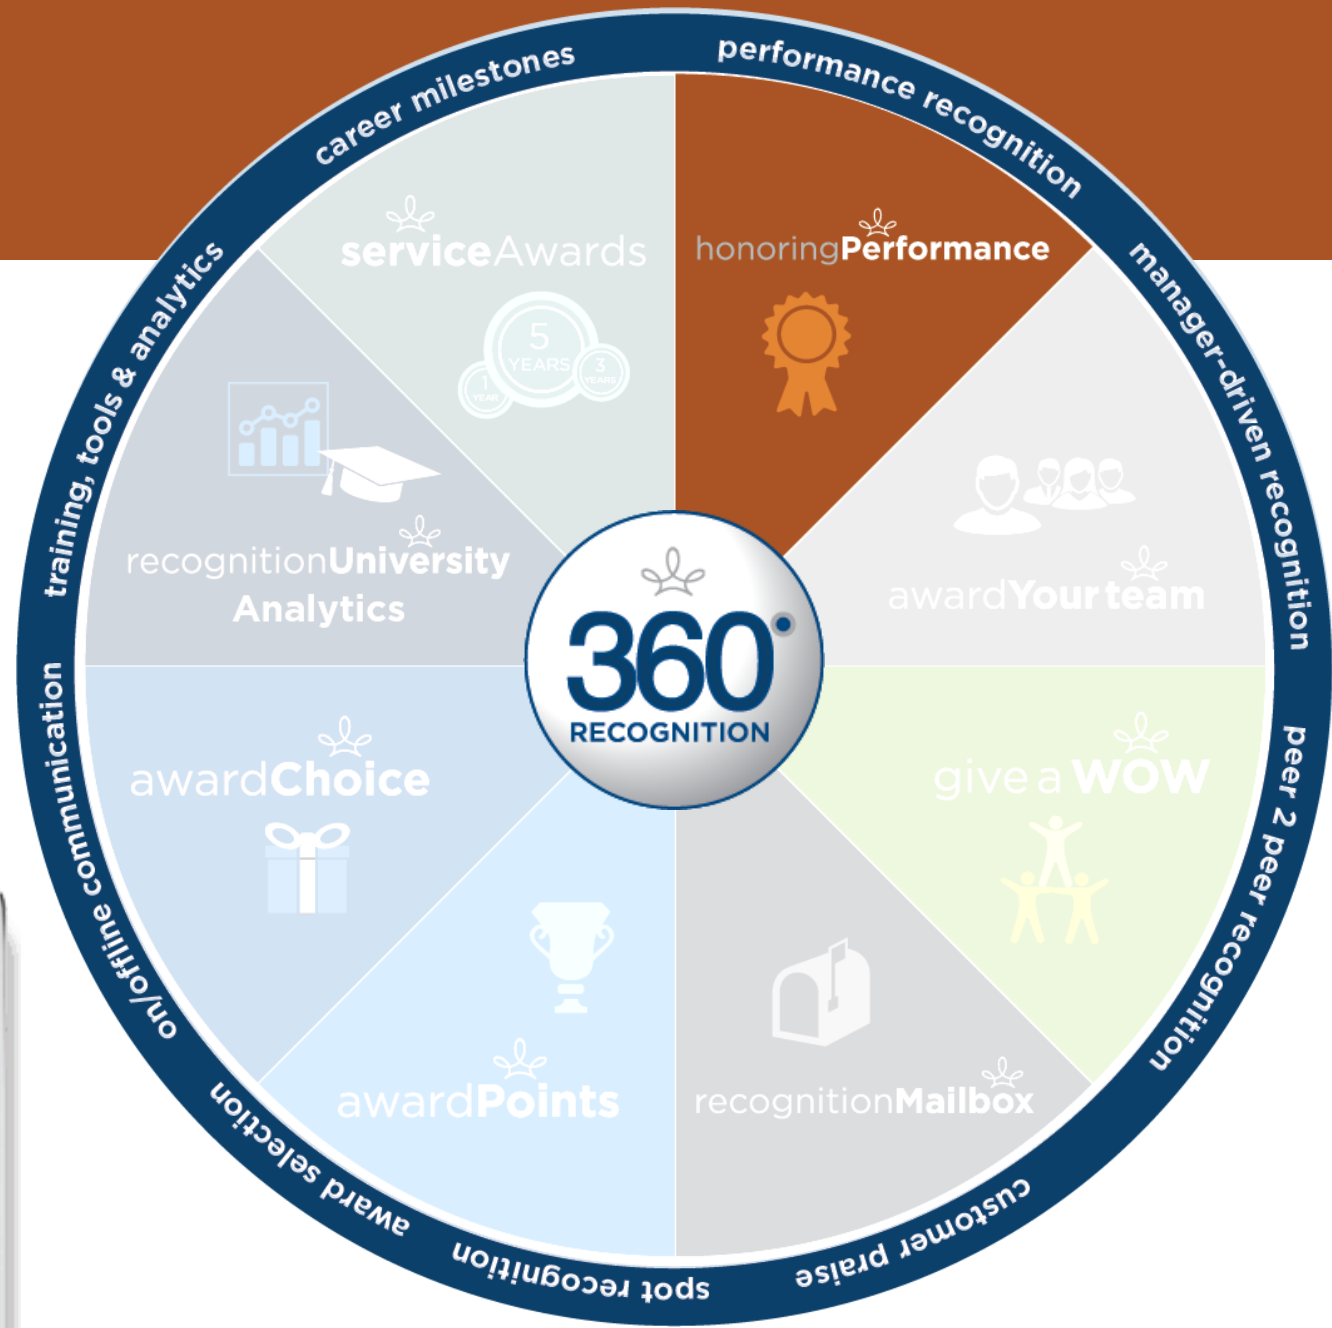 career milestones
performance recognition
manager-driven recognition
peer 2 peer recognition
customer praise
spot recognition
award selection
on/offline communication
training, tools & analytics
serviceAwards
5
YEARS
1
YEAR
3
YEARS
honoringPerformance
awardYour team
give a WOW
recognitionMailbox
awardPoints
awardChoice
recognitionUniversity
Analytics
360°
RECOGNITION